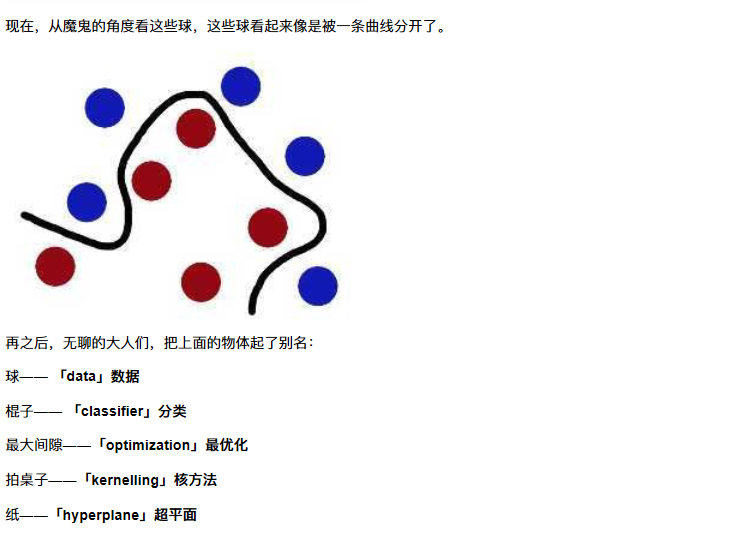 现在，从魔鬼的角度看这些球，这些球看起来像是被一条曲线分开了。
再之后，无聊的大人们，把上面的物体起了别名：
球—— 「data」数据
棍子—— 「classifier」分类
最大间隙——「optimization」最优化
拍桌子——「kernelling」核方法
纸——「hyperplane」超平面